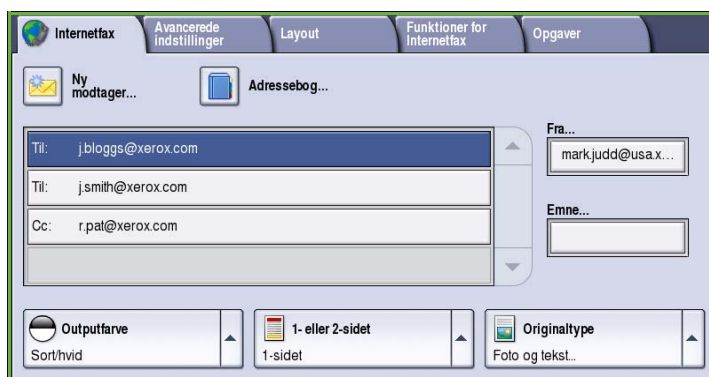 Internetfax
Avancerede
indstillinger
Layout
Funktioner for
Internetfax
Opgaver
Ny
modtager...
Adressebog...
Til: j.bloggs@xerox.com
Til: j.smith@xerox.com
Cc: r.pat@xerox.com
Fra...
mark.judd@usa.x...
Emne...
Outputfarve
Sort/hvid
1- eller 2-sidet
1-sidet
Originaltype
Foto og tekst...